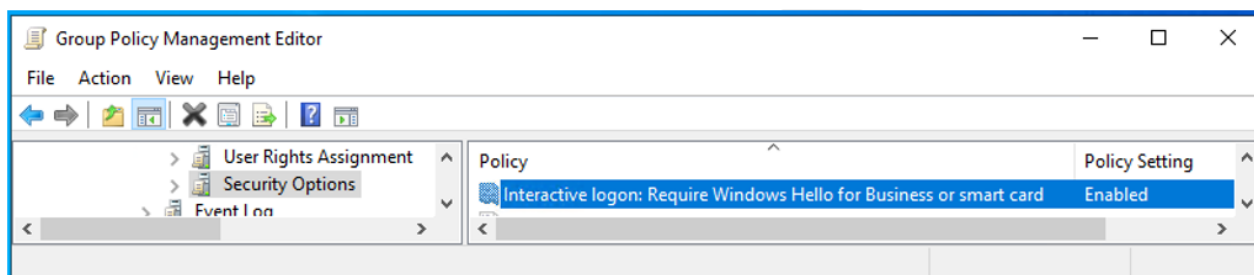 Group Policy Management Editor
File Action View Help
User Rights Assignment
Security Options
Event Log
Policy Policy Setting
Interactive logon: Require Windows Hello for Business or smart card Enabled